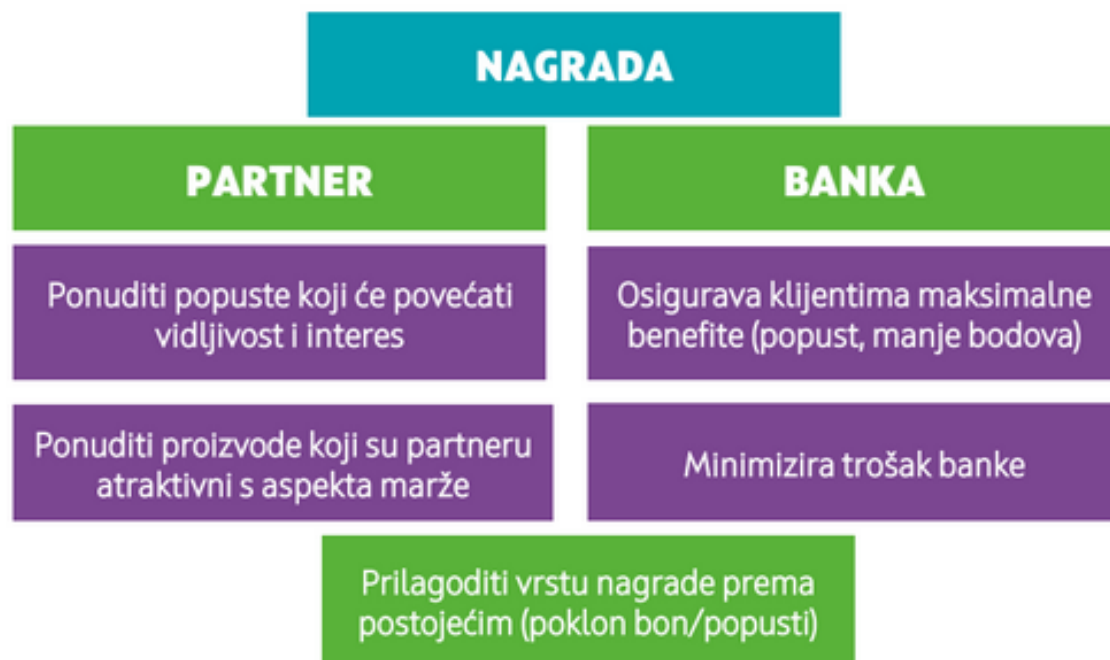 NAGRADA
PARTNER
BANKA
Ponuditi popuste koji će povećati
vidljivost i interes
Osigurava klijentima maksimalne
benefite (popust, manje bodova)
Ponuditi proizvode koji su partneru
atraktivni s aspekta marže
Minimizira trošak banke
Prilagoditi vrstu nagrade prema
postojećim (poklon bon/popusti)